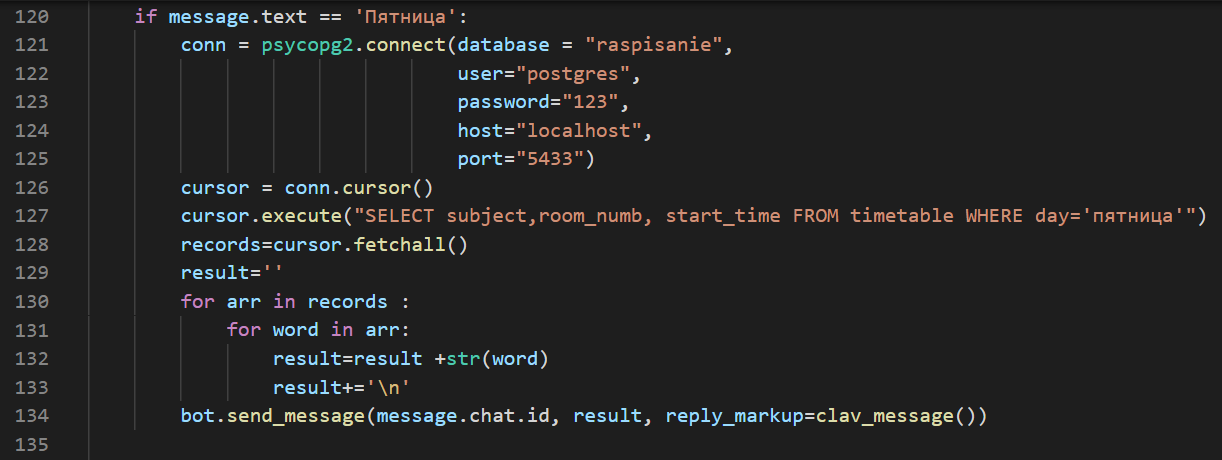 120 if message.text == 'Пятница':
121 conn = psycopg2.connect(database = "raspisanie",
122 user="postgres",
123 password="123",
124 host="localhost",
125 port="5433")
126 cursor = conn.cursor()
127 cursor.execute("SELECT subject,room_numb, start_time FROM timetable WHERE day='пятница'")
128 records=cursor.fetchall()
129 result=''
130 for arr in records :
131 for word in arr:
132 result=result +str(word)
133 result+='\n'
134 bot.send_message(message.chat.id, result, reply_markup=clav_message())
135